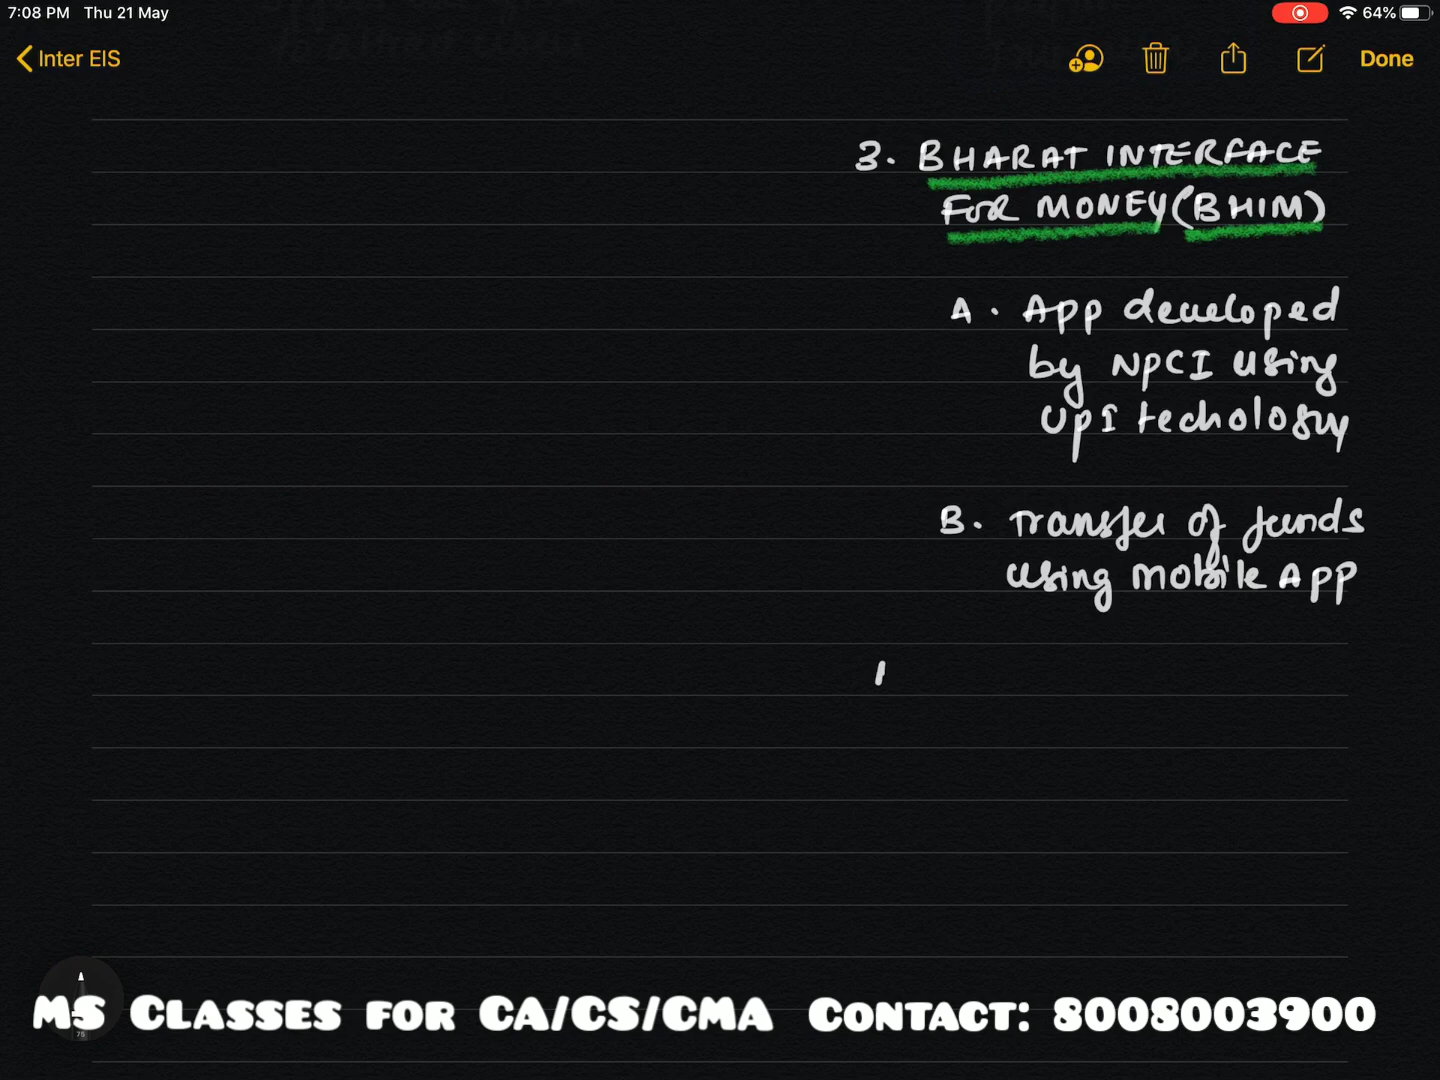 7:08 PM Thu 21 May 64%
Inter EIS Done
3. BHARAT INTERFACE
FOR MONEY (BHIM)
A. App developed
by NPCI using
UPI techology
B. Transfer of funds
using mobile App
MS Classes for CA/CS/CMA Contact: 8008003900